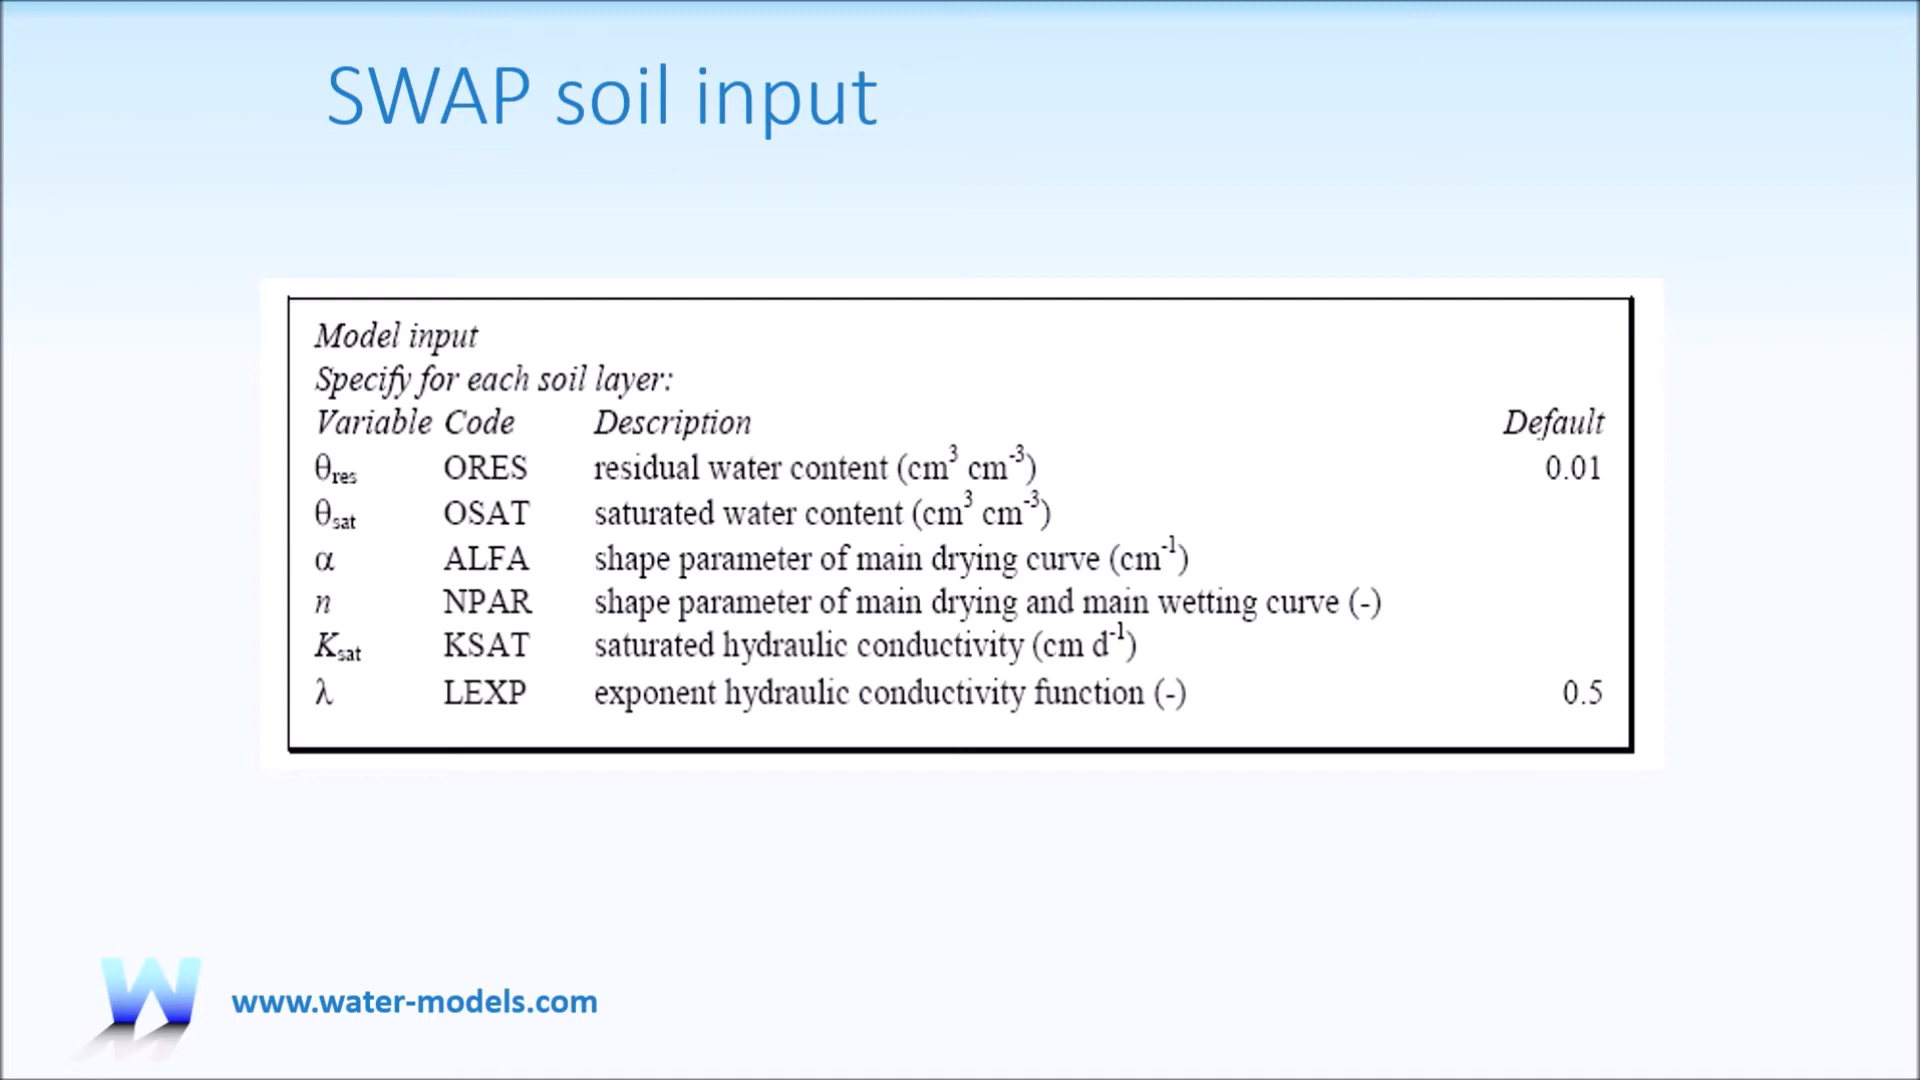 SWAP soil input
Model input
Specify for each soil layer:
Variable Code Description Default
θres ORES residual water content (cm³ cm⁻³) 0.01
θsat OSAT saturated water content (cm³ cm⁻³)
α ALFA shape parameter of main drying curve (cm⁻¹)
n NPAR shape parameter of main drying and main wetting curve (-)
Ksat KSAT saturated hydraulic conductivity (cm d⁻¹)
λ LEXP exponent hydraulic conductivity function (-) 0.5
W
www.water-models.com